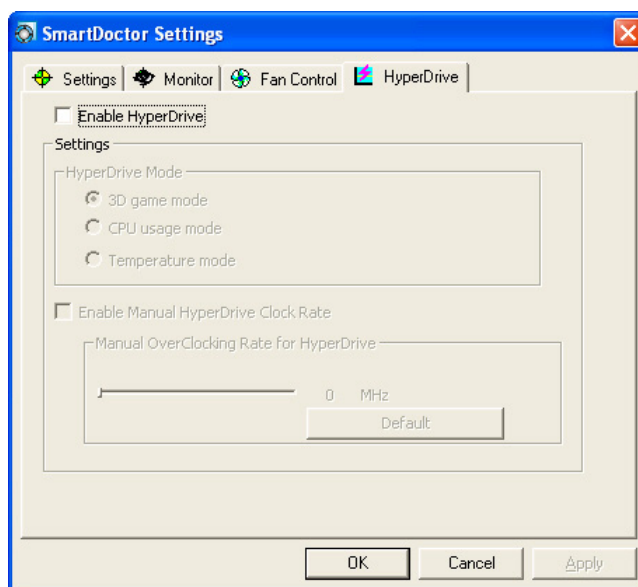 SmartDoctor Settings
Settings Monitor Fan Control HyperDrive
Enable HyperDrive
Settings
HyperDrive Mode
3D game mode
CPU usage mode
Temperature mode
Enable Manual HyperDrive Clock Rate
Manual OverClocking Rate for HyperDrive
0 MHz
Default
OK Cancel Apply